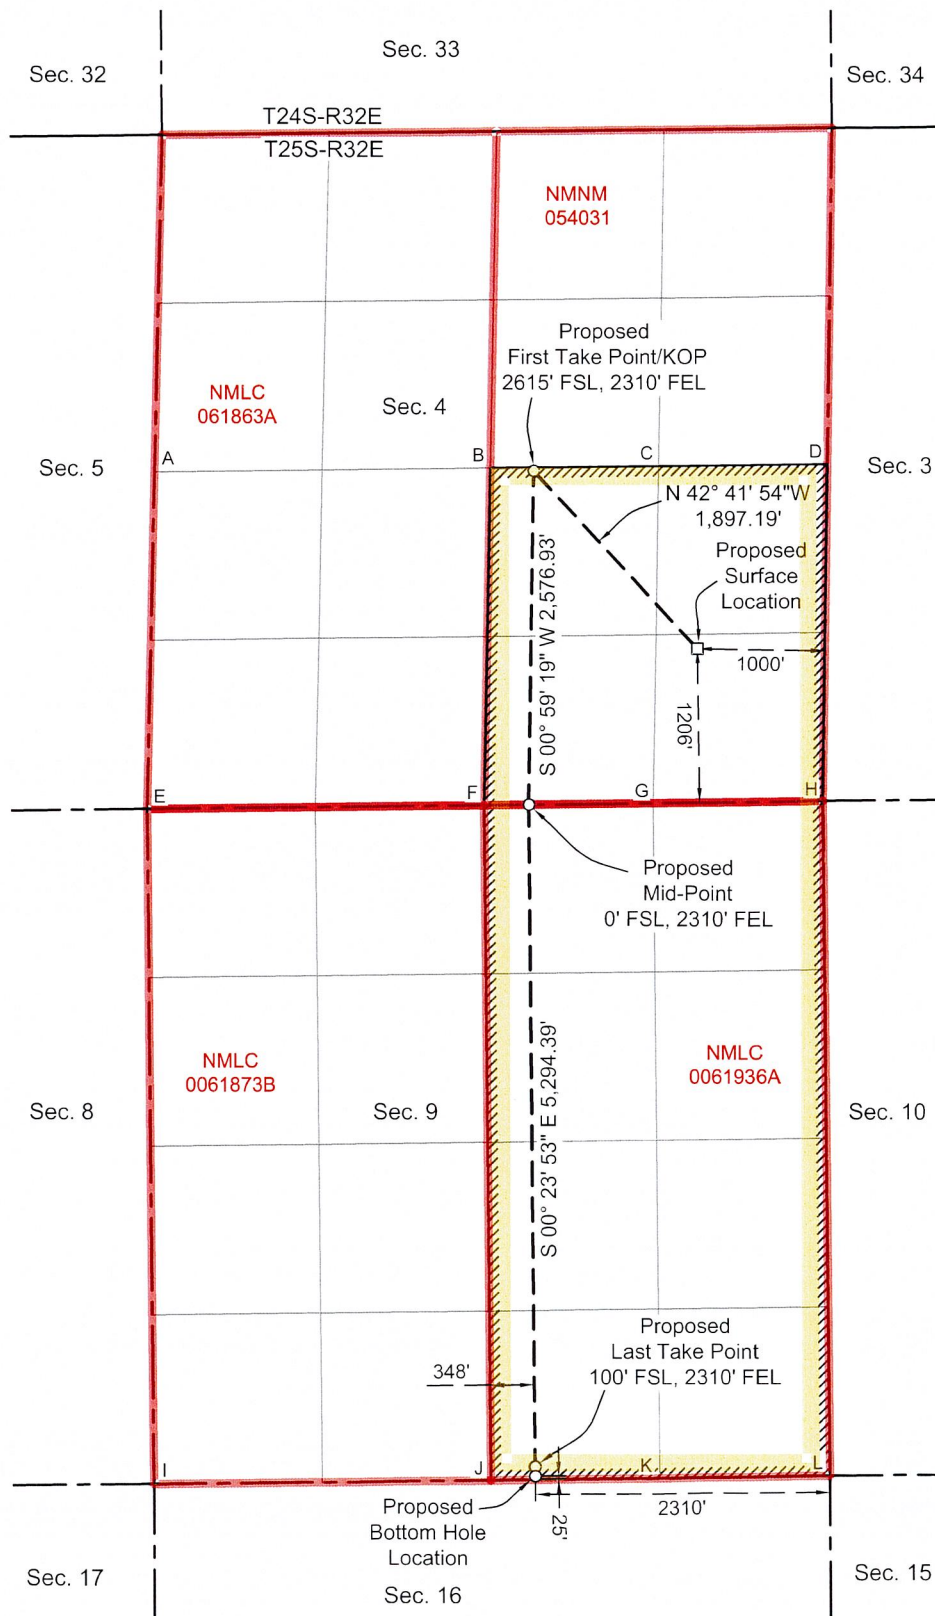 Sec. 33
Sec. 32
Sec. 34
T24S-R32E
T25S-R32E
NMNM
054031
Proposed
First Take Point/KOP
2615' FSL, 2310' FEL
NMLC
061863A
Sec. 4
Sec. 5
A
B
C
D
Sec. 3
N 42° 41' 54"W
1,897.19'
Proposed
Surface
Location
S 00° 59' 19" W 2,576.93'
1000'
1206'
E
F
G
H
Proposed
Mid-Point
0' FSL, 2310' FEL
S 00° 23' 53" E 5,294.39'
NMLC
0061873B
NMLC
0061936A
Sec. 8
Sec. 9
Sec. 10
Proposed
Last Take Point
100' FSL, 2310' FEL
348'
I
J
K
L
Proposed
Bottom Hole
Location
25'
2310'
Sec. 17
Sec. 16
Sec. 15